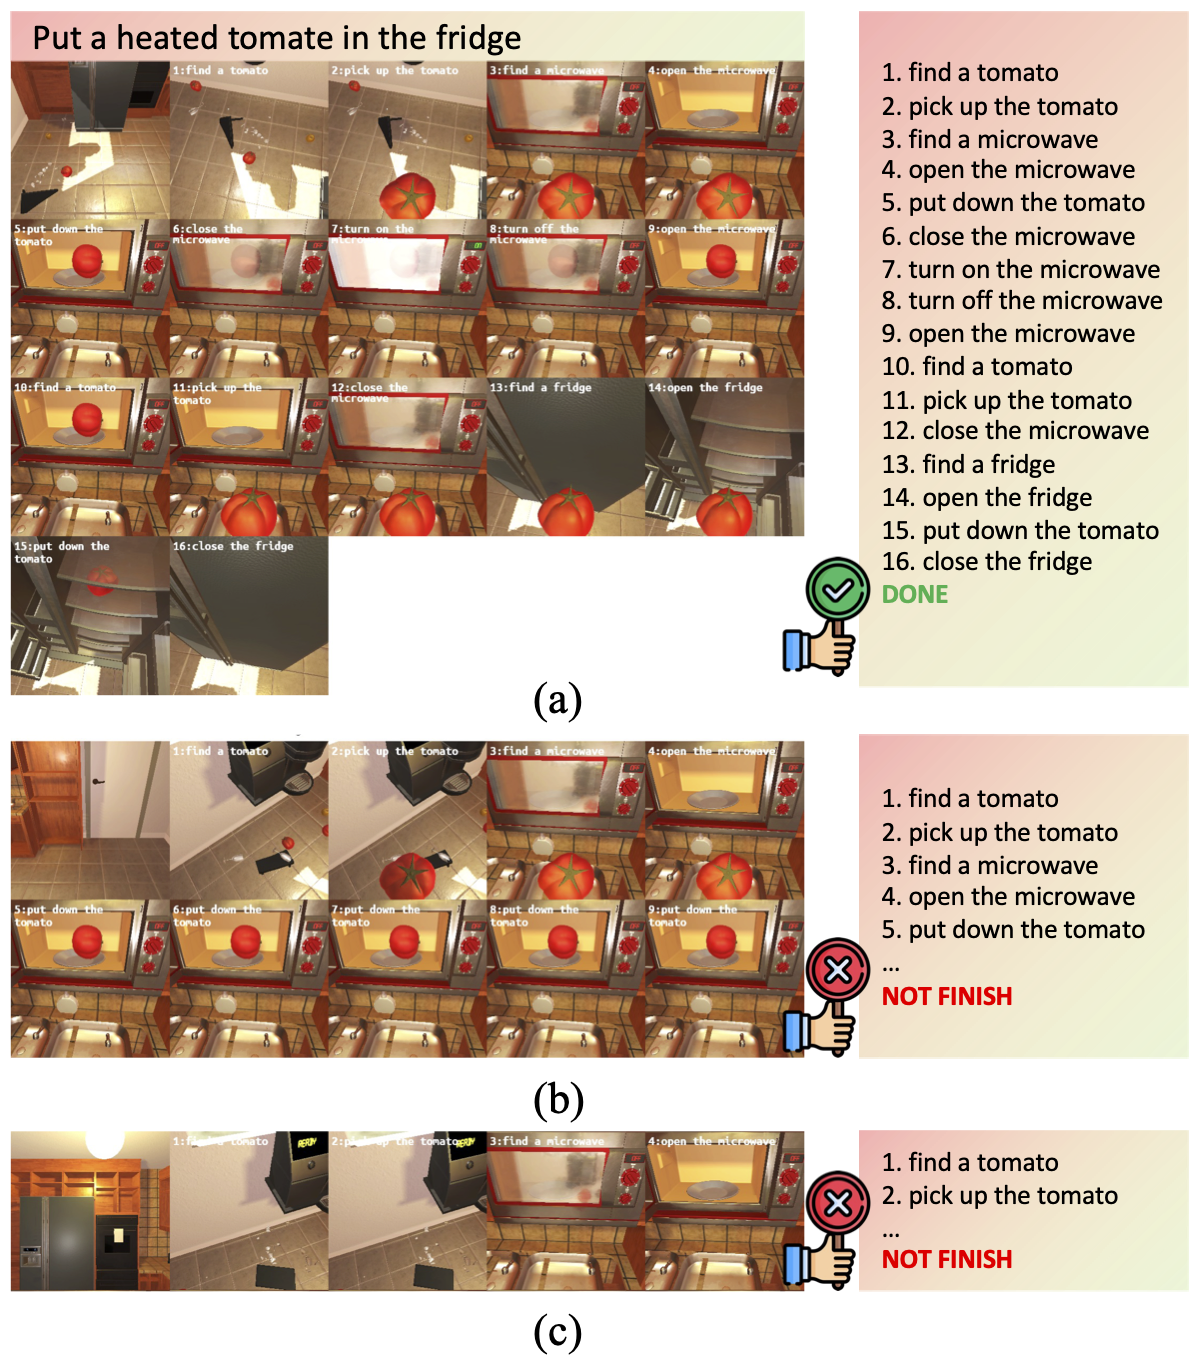 Put a heated tomate in the fridge
1:find a tomato
2:pick up the tomato
3:find a microwave
4:open the microwave
5:put down the
tomato
6:close the
microwave
7:turn on the
microwave
8:turn off the
microwave
9:open the microwave
10:find a tomato
11:pick up the
tomato
12:close the
microwave
13:find a fridge
14:open the fridge
15:put down the
tomato
16:close the fridge
1. find a tomato
2. pick up the tomato
3. find a microwave
4. open the microwave
5. put down the tomato
6. close the microwave
7. turn on the microwave
8. turn off the microwave
9. open the microwave
10. find a tomato
11. pick up the tomato
12. close the microwave
13. find a fridge
14. open the fridge
15. put down the tomato
16. close the fridge
DONE
(a)
1:find a tomato
2:pick up the tomato
3:find a microwave
4:open the microwave
5:put down the
tomato
6:put down the
tomato
7:put down the
tomato
8:put down the
tomato
9:put down the
tomato
1. find a tomato
2. pick up the tomato
3. find a microwave
4. open the microwave
5. put down the tomato
...
NOT FINISH
(b)
1:find a tomato
2:pick up the tomato
3:find a microwave
4:open the microwave
1. find a tomato
2. pick up the tomato
...
NOT FINISH
(c)